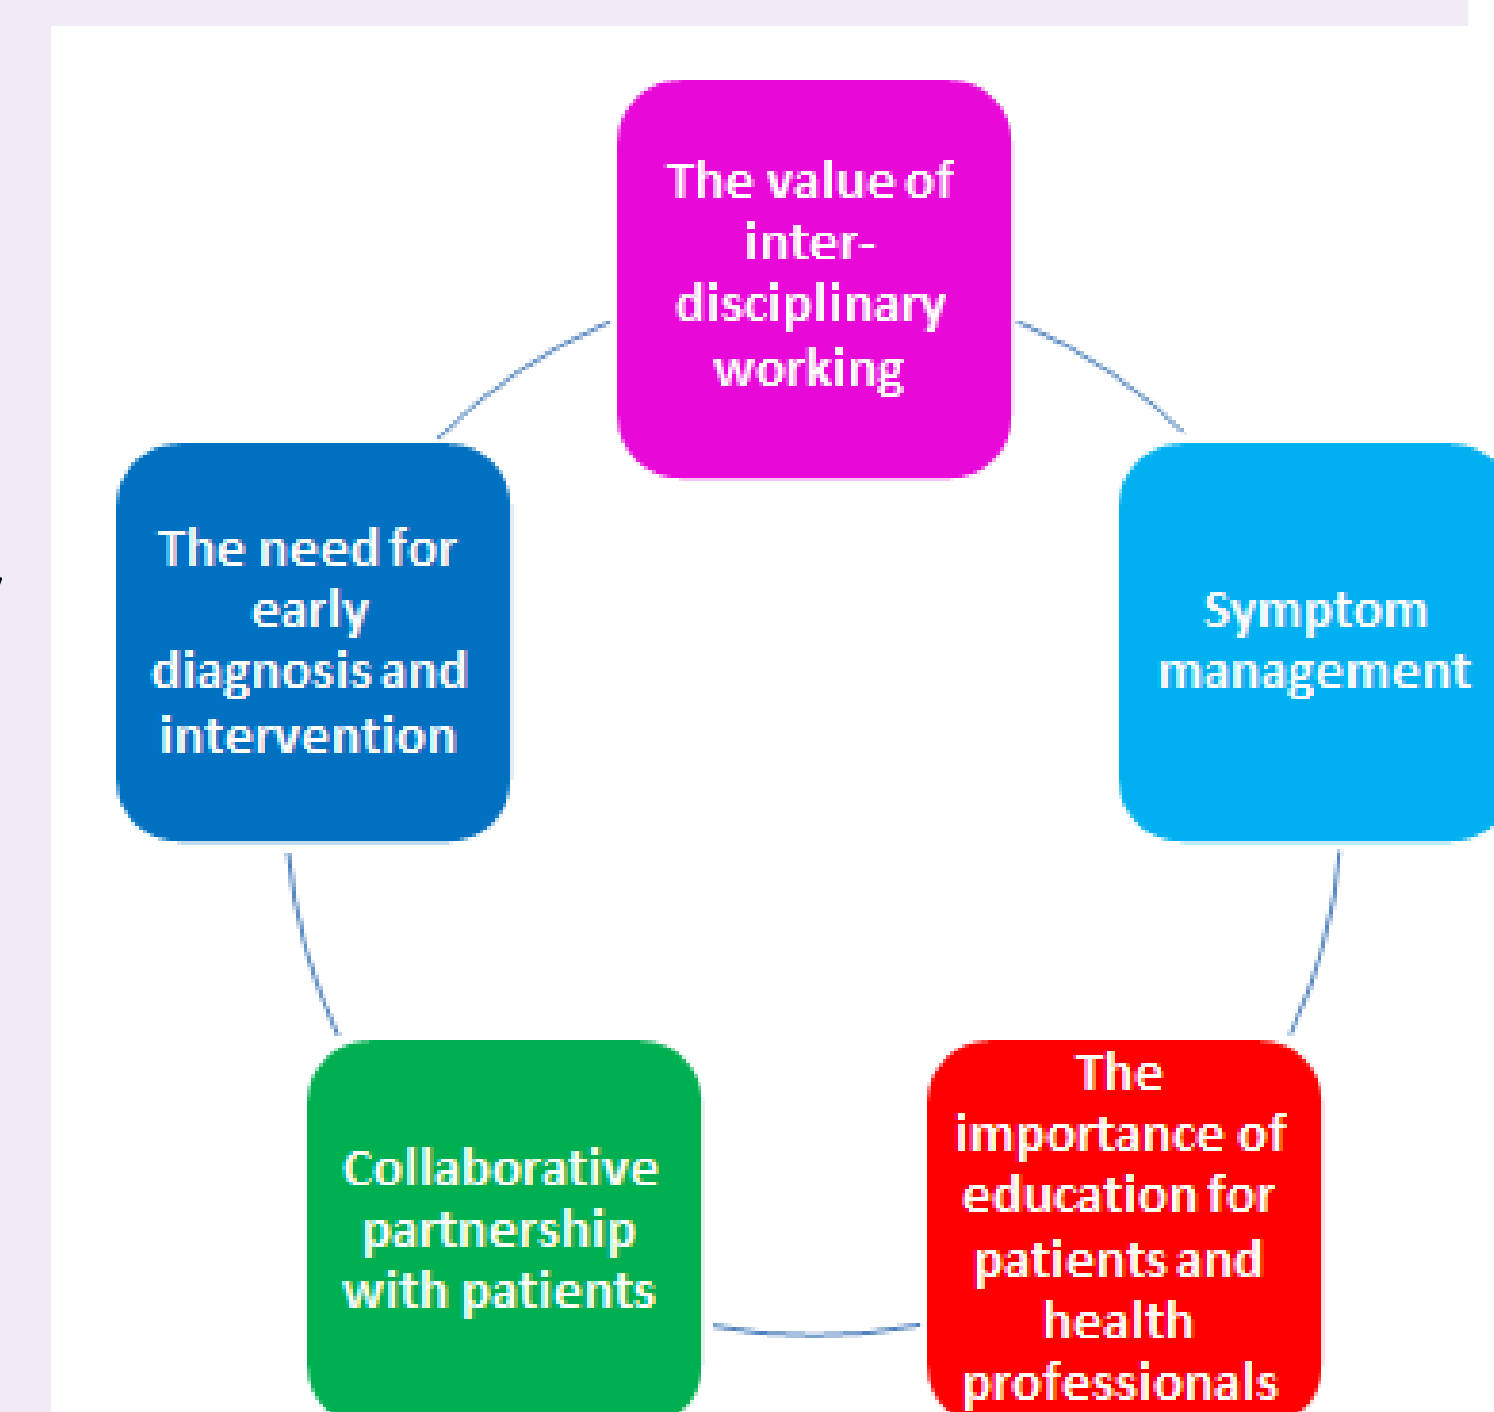 The value of
inter-
disciplinary
working
Symptom
management
The
importance of
education for
patients and
health
professionals
Collaborative
partnership
with patients
The need for
early
diagnosis and
intervention